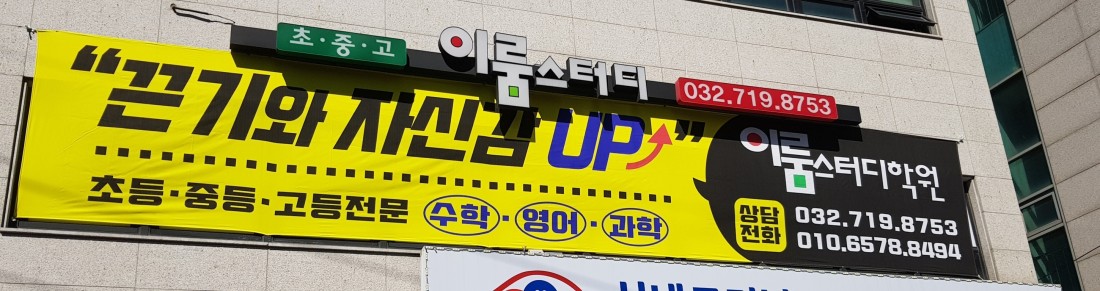 초·중·고 이룸스터디 032.719.8753
“끈기와 자신감 UP”
초등·중등·고등전문 수학·영어·과학
이룸스터디학원
상담전화
032.719.8753
010.6578.8494